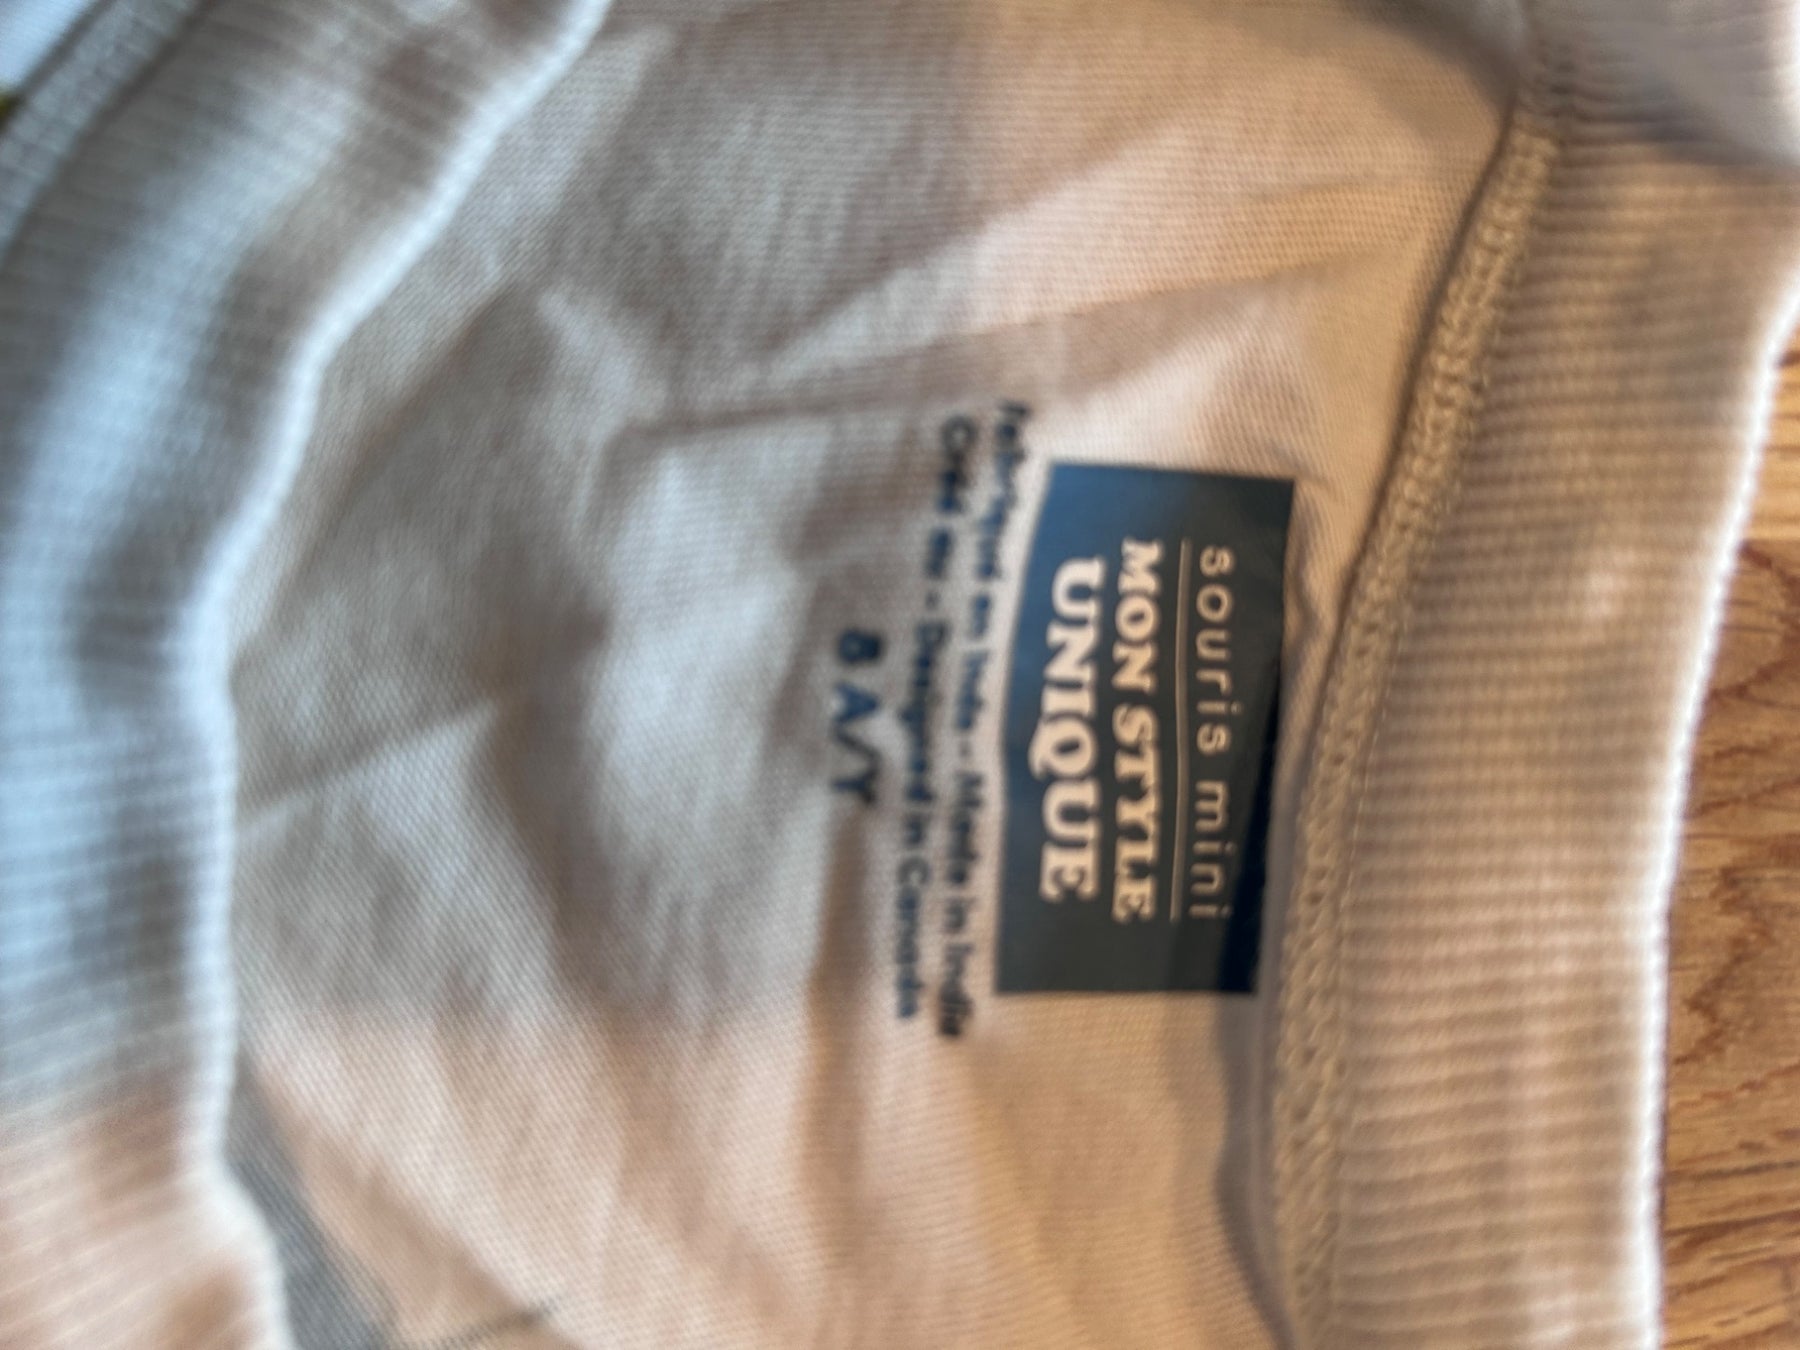 souris mini
MON STYLE
UNIQUE
Fabriqué en Inde - Made in India
Créé au - Designed in Canada
8 A/Y